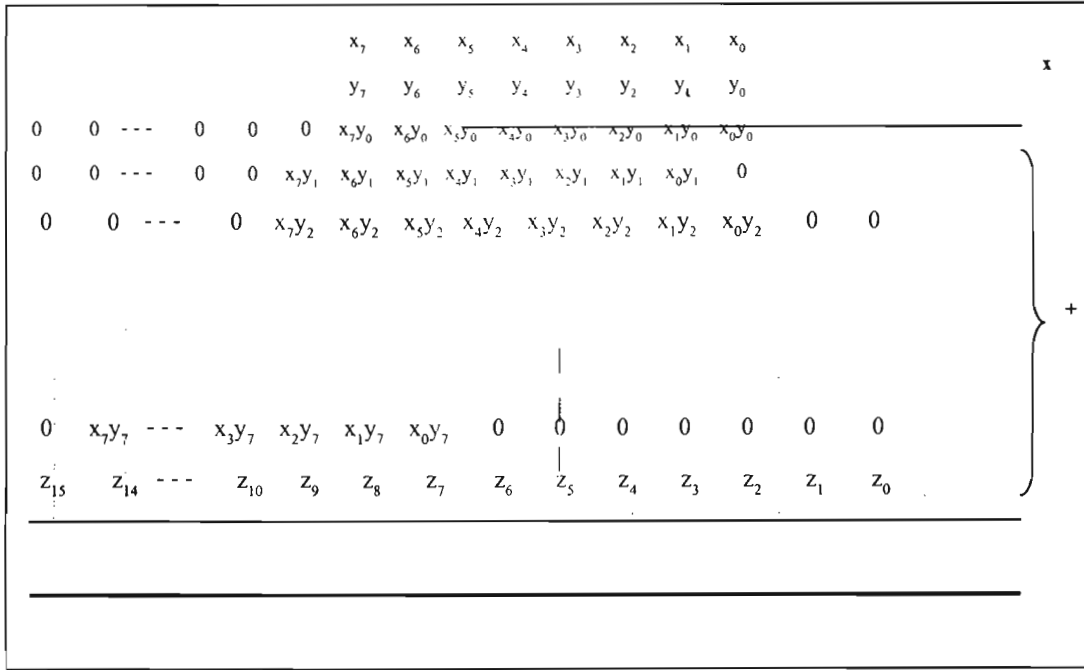 x₇ x₆ x₅ x₄ x₃ x₂ x₁ x₀
x
y₇ y₆ y₅ y₄ y₃ y₂ y₁ y₀
0 0 --- 0 0 0 x₇y₀ x₆y₀ x₅y₀ x₄y₀ x₃y₀ x₂y₀ x₁y₀ x₀y₀
0 0 --- 0 0 x₇y₁ x₆y₁ x₅y₁ x₄y₁ x₃y₁ x₂y₁ x₁y₁ x₀y₁ 0
0 0 --- 0 x₇y₂ x₆y₂ x₅y₂ x₄y₂ x₃y₂ x₂y₂ x₁y₂ x₀y₂ 0 0
+
0 x₇y₇ --- x₃y₇ x₂y₇ x₁y₇ x₀y₇ 0 0 0 0 0 0 0
z₁₅ z₁₄ --- z₁₀ z₉ z₈ z₇ z₆ z₅ z₄ z₃ z₂ z₁ z₀